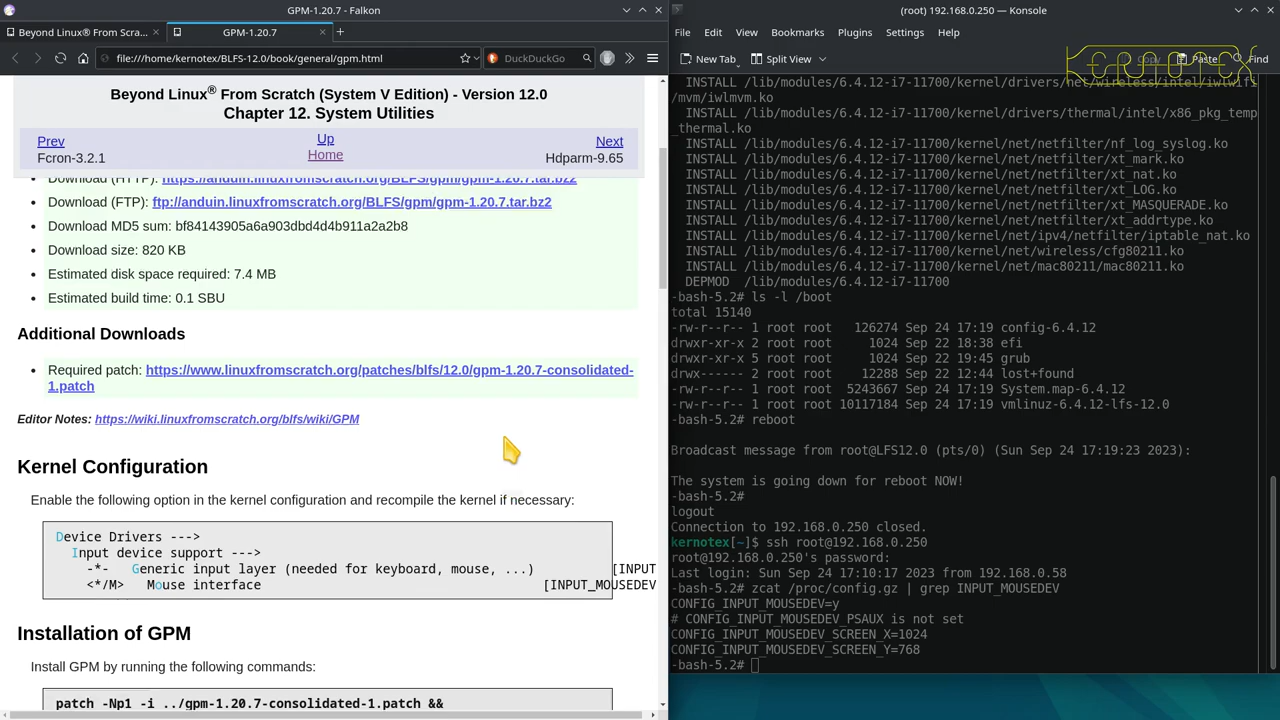 GPM-1.20.7 - Falkon
Beyond Linux® From Scra...
GPM-1.20.7
file:///home/kernotex/BLFS-12.0/book/general/gpm.html
DuckDuckGo
Beyond Linux® From Scratch (System V Edition) - Version 12.0
Chapter 12. System Utilities
Prev
Up
Next
Fcron-3.2.1
Home
Hdparm-9.65
Download (HTTP): https://anduin.linuxfromscratch.org/BLFS/gpm/gpm-1.20.7.tar.bz2
Download (FTP): ftp://anduin.linuxfromscratch.org/BLFS/gpm/gpm-1.20.7.tar.bz2
Download MD5 sum: bf84143905a6a903dbd4d4b911a2a2b8
Download size: 820 KB
Estimated disk space required: 7.4 MB
Estimated build time: 0.1 SBU
Additional Downloads
Required patch: https://www.linuxfromscratch.org/patches/blfs/12.0/gpm-1.20.7-consolidated-
1.patch
Editor Notes: https://wiki.linuxfromscratch.org/blfs/wiki/GPM
Kernel Configuration
Enable the following option in the kernel configuration and recompile the kernel if necessary:
Device Drivers --->
Input device support --->
-*- Generic input layer (needed for keyboard, mouse, ...) [INPUT
<*/M> Mouse interface [INPUT_MOUSEDEV
Installation of GPM
Install GPM by running the following commands:
patch -Np1 -i ../gpm-1.20.7-consolidated-1.patch &&
(root) 192.168.0.250 — Konsole
File Edit View Bookmarks Plugins Settings Help
New Tab Split View Copy Paste Find
KERNOTEX
INSTALL /lib/modules/6.4.12-i7-11700/kernel/drivers/net/wireless/intel/iwlwifi
/mvm/iwlmvm.ko
INSTALL /lib/modules/6.4.12-i7-11700/kernel/drivers/thermal/intel/x86_pkg_temp
_thermal.ko
INSTALL /lib/modules/6.4.12-i7-11700/kernel/net/netfilter/nf_log_syslog.ko
INSTALL /lib/modules/6.4.12-i7-11700/kernel/net/netfilter/xt_mark.ko
INSTALL /lib/modules/6.4.12-i7-11700/kernel/net/netfilter/xt_nat.ko
INSTALL /lib/modules/6.4.12-i7-11700/kernel/net/netfilter/xt_LOG.ko
INSTALL /lib/modules/6.4.12-i7-11700/kernel/net/netfilter/xt_MASQUERADE.ko
INSTALL /lib/modules/6.4.12-i7-11700/kernel/net/netfilter/xt_addrtype.ko
INSTALL /lib/modules/6.4.12-i7-11700/kernel/net/ipv4/netfilter/iptable_nat.ko
INSTALL /lib/modules/6.4.12-i7-11700/kernel/net/wireless/cfg80211.ko
INSTALL /lib/modules/6.4.12-i7-11700/kernel/net/mac80211/mac80211.ko
DEPMOD /lib/modules/6.4.12-i7-11700
-bash-5.2# ls -l /boot
total 15140
-rw-r--r-- 1 root root 126274 Sep 24 17:19 config-6.4.12
drwxr-xr-x 2 root root 1024 Sep 22 18:38 efi
drwxr-xr-x 5 root root 1024 Sep 22 19:45 grub
drwx------ 2 root root 12288 Sep 22 12:44 lost+found
-rw-r--r-- 1 root root 5243667 Sep 24 17:19 System.map-6.4.12
-rw-r--r-- 1 root root 10117184 Sep 24 17:19 vmlinuz-6.4.12-lfs-12.0
-bash-5.2# reboot
Broadcast message from root@LFS12.0 (pts/0) (Sun Sep 24 17:19:23 2023):
The system is going down for reboot NOW!
-bash-5.2#
logout
Connection to 192.168.0.250 closed.
kernotex[~]$ ssh root@192.168.0.250
root@192.168.0.250's password:
Last login: Sun Sep 24 17:10:17 2023 from 192.168.0.58
-bash-5.2# zcat /proc/config.gz | grep INPUT_MOUSEDEV
CONFIG_INPUT_MOUSEDEV=y
# CONFIG_INPUT_MOUSEDEV_PSAUX is not set
CONFIG_INPUT_MOUSEDEV_SCREEN_X=1024
CONFIG_INPUT_MOUSEDEV_SCREEN_Y=768
-bash-5.2#